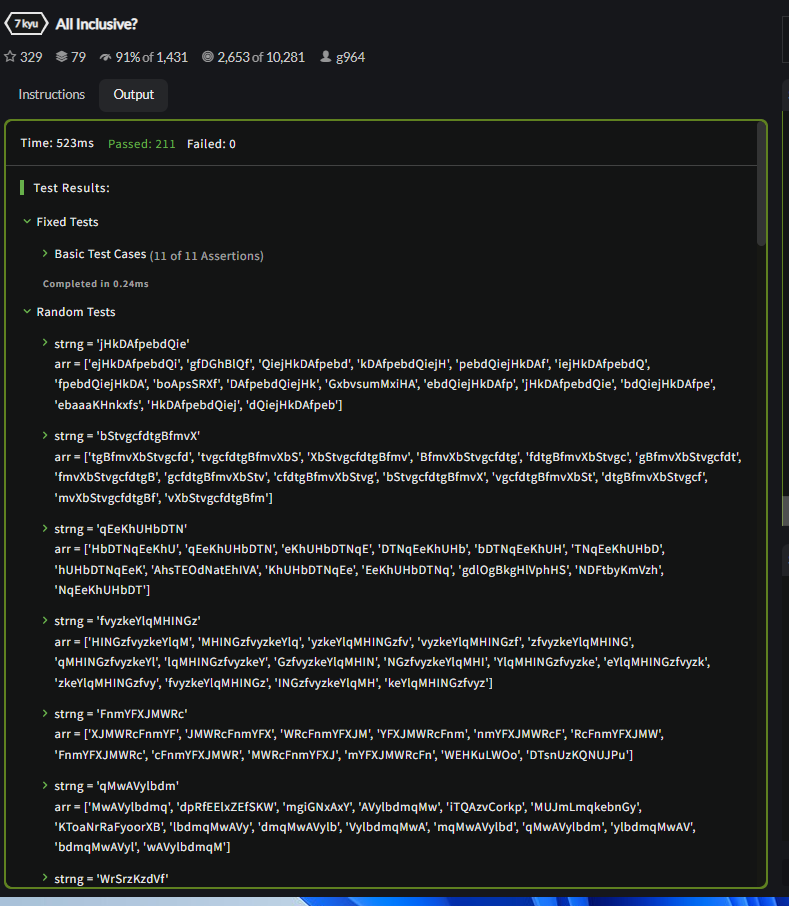 7 kyu All Inclusive?
329 79 91% of 1,431 2,653 of 10,281 g964
Instructions Output
Time: 523ms Passed: 211 Failed: 0
Test Results:
Fixed Tests
Basic Test Cases (11 of 11 Assertions)
Completed in 0.24ms
Random Tests
strng = 'jHkDAfpebdQie'
arr = ['ejHkDAfpebdQi', 'gfDGhBlQf', 'QiejHkDAfpebd', 'kDAfpebdQiejH', 'pebdQiejHkDAf', 'iejHkDAfpebdQ',
'fpebdQiejHkDA', 'boApsSRXf', 'DAfpebdQiejHk', 'GxbvsumMxiHA', 'ebdQiejHkDAfp', 'jHkDAfpebdQie', 'bdQiejHkDAfpe',
'ebaaaKHnkxfs', 'HkDAfpebdQiej', 'dQiejHkDAfpeb']
strng = 'bStvgcfdtgBfmvX'
arr = ['tgBfmvXbStvgcfd', 'tvgcfdtgBfmvXbS', 'XbStvgcfdtgBfmv', 'BfmvXbStvgcfdtg', 'fdtgBfmvXbStvgc', 'gBfmvXbStvgcfdt',
'fmvXbStvgcfdtgB', 'gcfdtgBfmvXbStv', 'cfdtgBfmvXbStvg', 'bStvgcfdtgBfmvX', 'vgcfdtgBfmvXbSt', 'dtgBfmvXbStvgcf',
'mvXbStvgcfdtgBf', 'vXbStvgcfdtgBfm']
strng = 'qEeKhUHbDTN'
arr = ['HbDTNqEeKhU', 'qEeKhUHbDTN', 'eKhUHbDTNqE', 'DTNqEeKhUHb', 'bDTNqEeKhUH', 'TNqEeKhUHbD',
'hUHbDTNqEeK', 'AhsTEOdNatEhIVA', 'KhUHbDTNqEe', 'EeKhUHbDTNq', 'gdlOgBkgHlVphHS', 'NDFtbyKmVzh',
'NqEeKhUHbDT']
strng = 'fvyzkeYlqMHINGz'
arr = ['HINGzfvyzkeYlqM', 'MHINGzfvyzkeYlq', 'yzkeYlqMHINGzfv', 'vyzkeYlqMHINGzf', 'zfvyzkeYlqMHING',
'qMHINGzfvyzkeYl', 'lqMHINGzfvyzkeY', 'GzfvyzkeYlqMHIN', 'NGzfvyzkeYlqMHI', 'YlqMHINGzfvyzke', 'eYlqMHINGzfvyzk',
'zkeYlqMHINGzfvy', 'fvyzkeYlqMHINGz', 'INGzfvyzkeYlqMH', 'keYlqMHINGzfvyz']
strng = 'FnmYFXJMWRc'
arr = ['XJMWRcFnmYF', 'JMWRcFnmYFX', 'WRcFnmYFXJM', 'YFXJMWRcFnm', 'nmYFXJMWRcF', 'RcFnmYFXJMW',
'FnmYFXJMWRc', 'cFnmYFXJMWR', 'MWRcFnmYFXJ', 'mYFXJMWRcFn', 'WEHKuLWOo', 'DTsnUzKQNUJPu']
strng = 'qMwAVylbdm'
arr = ['MwAVylbdmq', 'dpRfEElxZEfSKW', 'mgiGNxAxY', 'AVylbdmqMw', 'iTQAzvCorkp', 'MUJmLmqkebnGy',
'KToaNrRaFyoorXB', 'lbdmqMwAVy', 'dmqMwAVylb', 'VylbdmqMwA', 'mqMwAVylbd', 'qMwAVylbdm', 'ylbdmqMwAV',
'bdmqMwAVyl', 'wAVylbdmqM']
strng = 'WrSrzKzdVf'